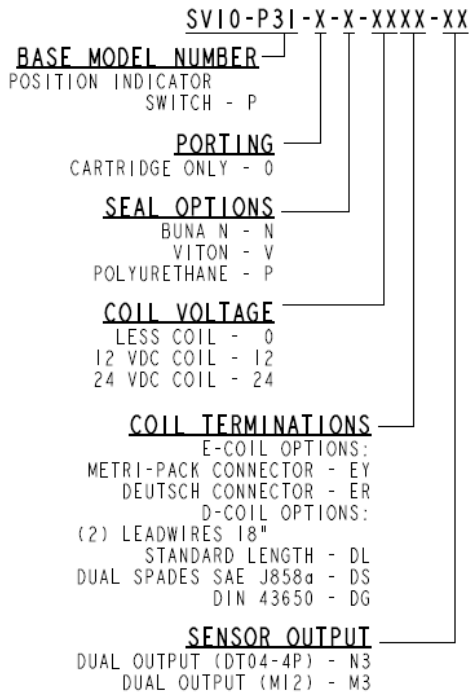 SV10-P31-X-X-XXXX-XX
BASE MODEL NUMBER
POSITION INDICATOR
SWITCH - P
PORTING
CARTRIDGE ONLY - 0
SEAL OPTIONS
BUNA N - N
VITON - V
POLYURETHANE - P
COIL VOLTAGE
LESS COIL - 0
12 VDC COIL - 12
24 VDC COIL - 24
COIL TERMINATIONS
E-COIL OPTIONS:
METRI-PACK CONNECTOR - EY
DEUTSCH CONNECTOR - ER
D-COIL OPTIONS:
(2) LEADWIRES 18"
STANDARD LENGTH - DL
DUAL SPADES SAE J858a - DS
DIN 43650 - DG
SENSOR OUTPUT
DUAL OUTPUT (DT04-4P) - N3
DUAL OUTPUT (M12) - M3